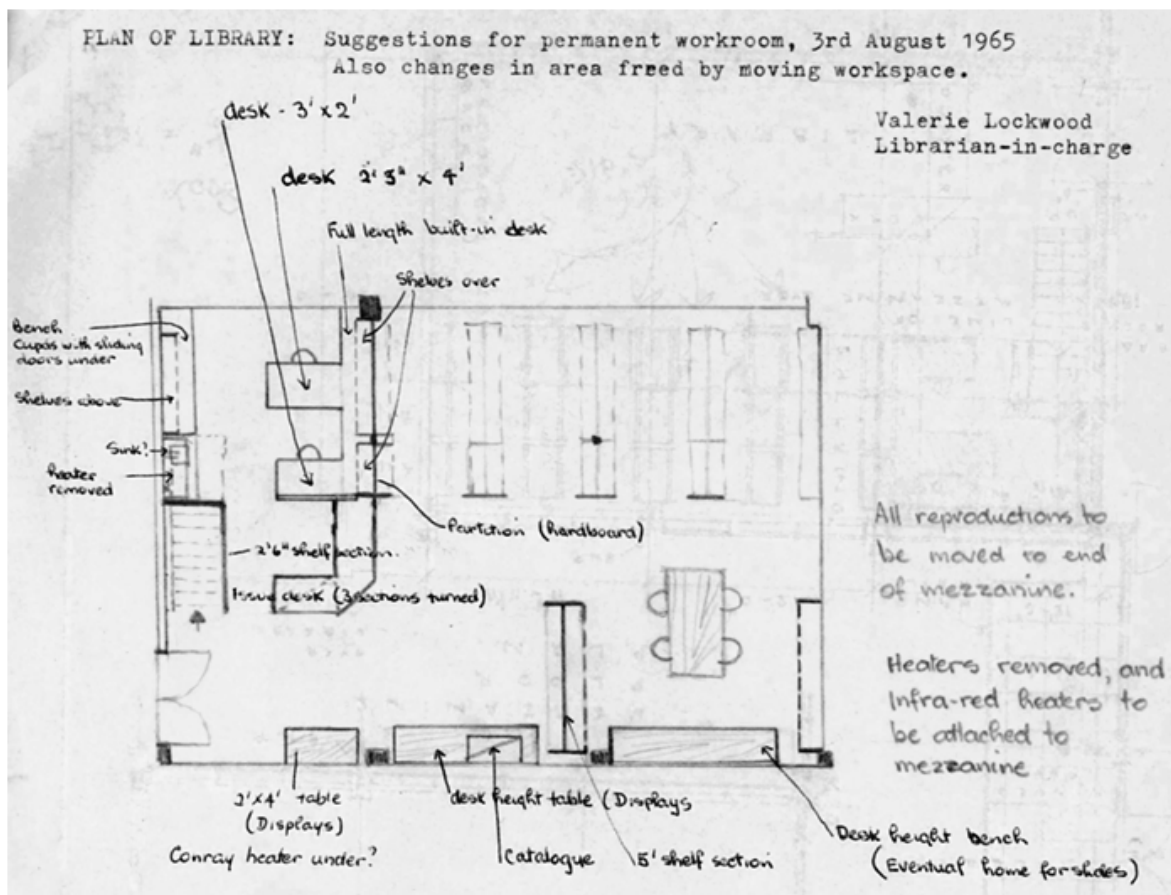 PLAN OF LIBRARY: Suggestions for permanent workroom, 3rd August 1965
Also changes in area freed by moving workspace.
Valerie Lockwood
Librarian-in-charge
desk - 3' x 2'
desk 2' 3" x 4'
Full length built-in desk
Shelves over
Bench
Cupds with sliding
doors under
Shelves above
Sink?
heater
removed
Partition (hardboard)
2'6" shelf section.
Issue desk (3 sections turned)
All reproductions to
be moved to end
of mezzanine.
Heaters removed, and
Infra-red heaters to
be attached to
mezzanine
2'x4' table
(Displays)
Conray heater under?
desk height table (Displays
Catalogue
5' shelf section
Desk height bench
(Eventual home for slides)